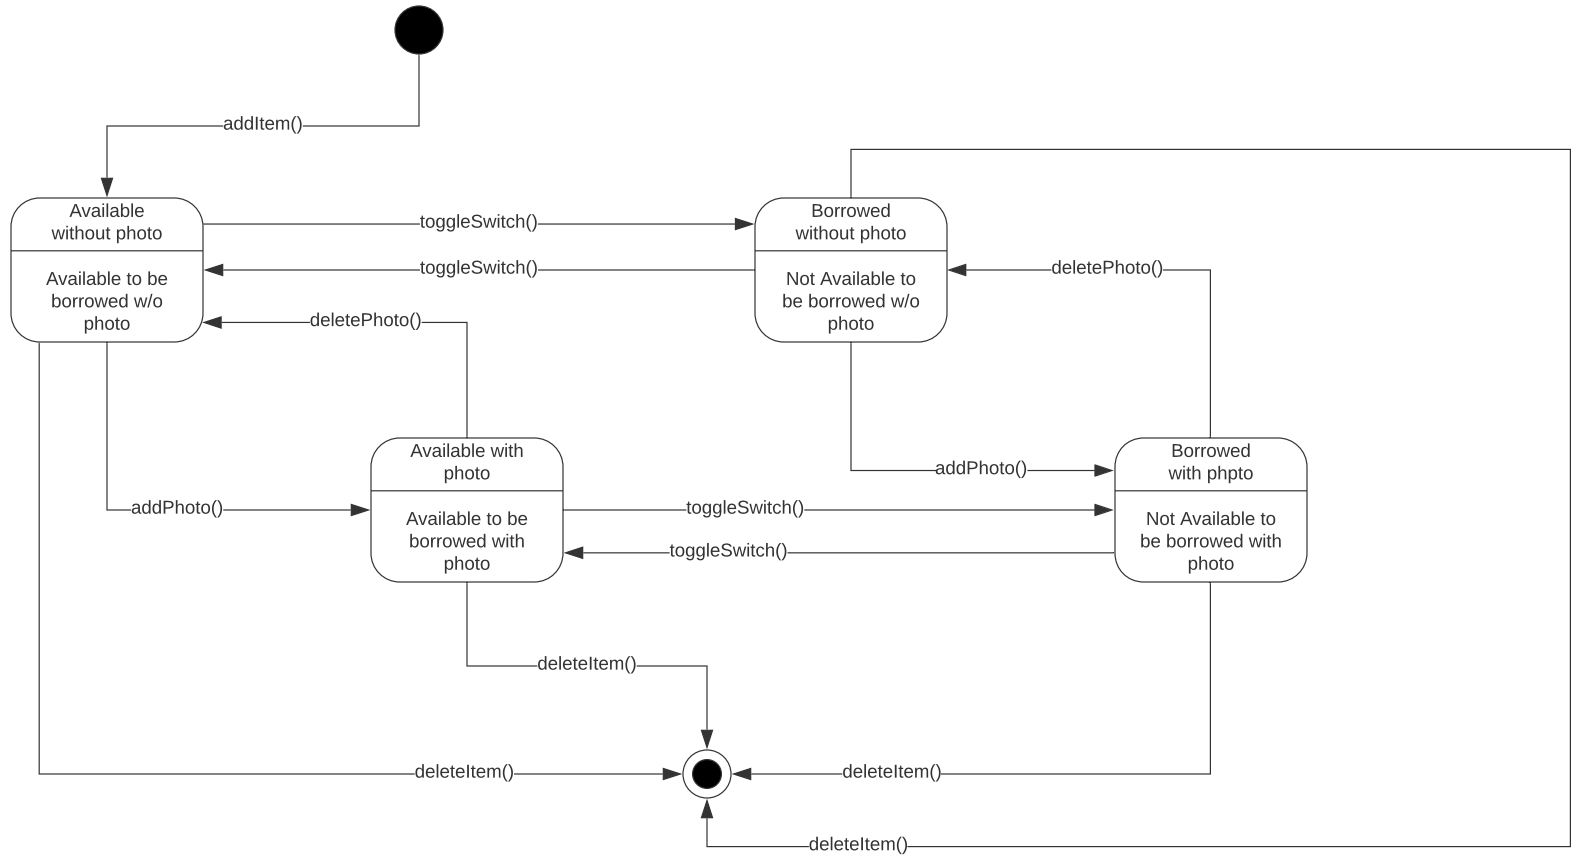 addItem()
Available
without photo
Available to be
borrowed w/o
photo
toggleSwitch()
toggleSwitch()
Borrowed
without photo
Not Available to
be borrowed w/o
photo
deletePhoto()
deletePhoto()
Available with
photo
Available to be
borrowed with
photo
addPhoto()
addPhoto()
Borrowed
with phpto
Not Available to
be borrowed with
photo
toggleSwitch()
toggleSwitch()
deleteItem()
deleteItem()
deleteItem()
deleteItem()